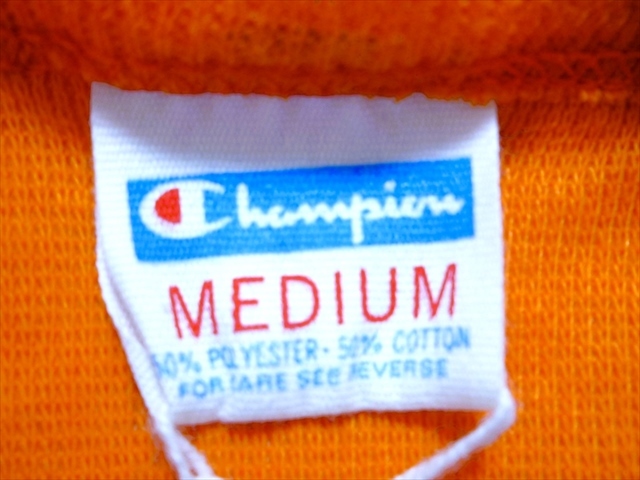 Champion
MEDIUM
50% POLYESTER - 50% COTTON
FOR CARE SEE REVERSE